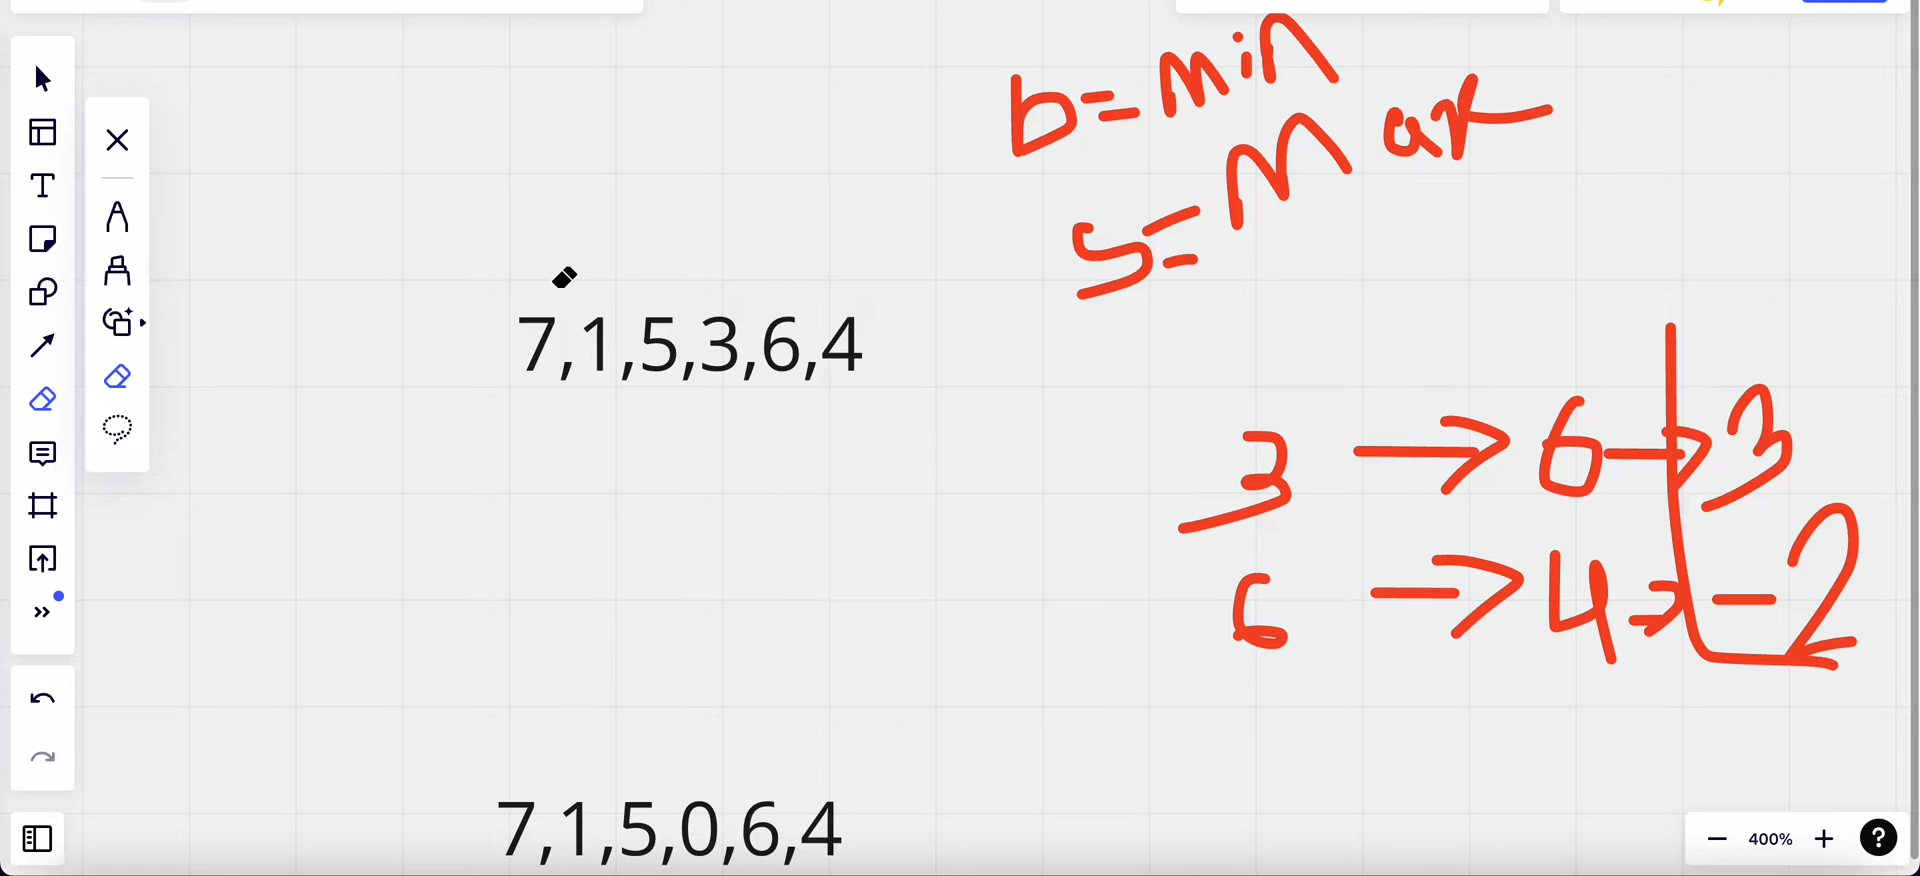 b=min
s=Max
7,1,5,3,6,4
3 → 6 → 3
6 → 4 → -2
7,1,5,0,6,4
400%